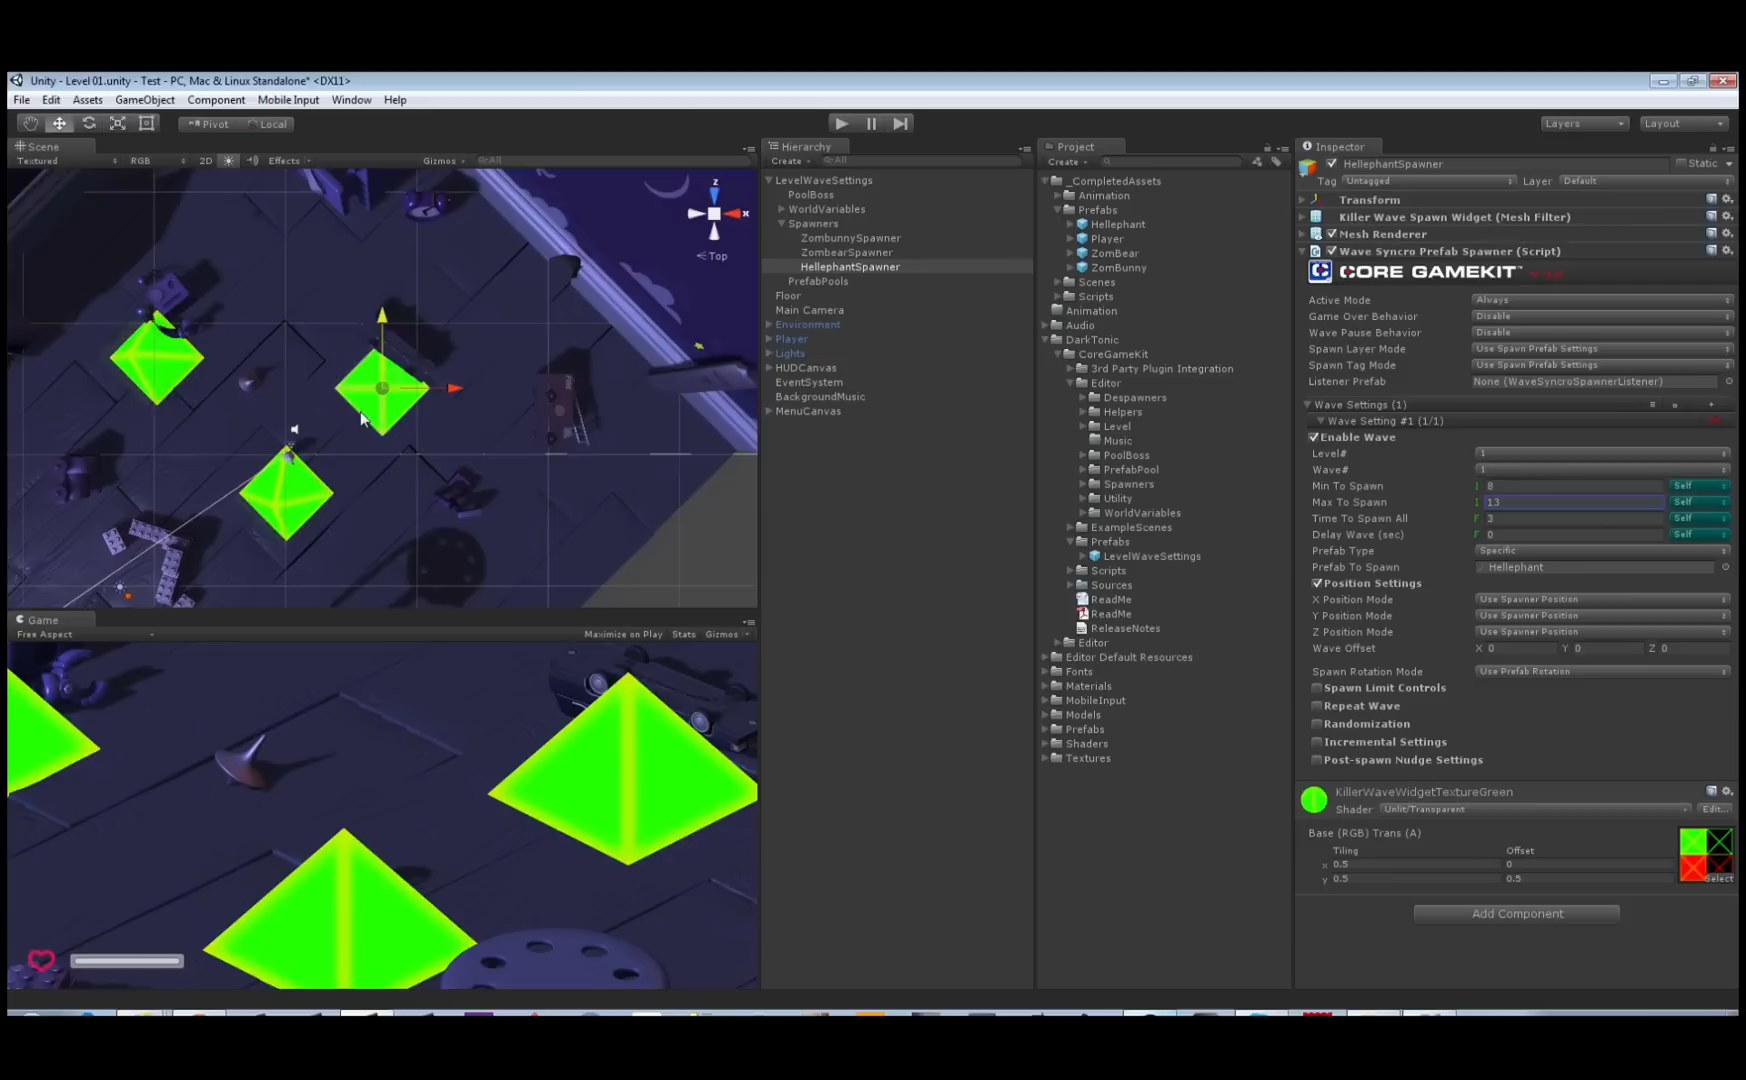 Unity - Level 01.unity - Test - PC, Mac & Linux Standalone* <DX11>
File Edit Assets GameObject Component Mobile Input Window Help
Pivot Local
Layers Layout
Scene
Textured RGB 2D Effects Gizmos All
z
x
Top
Game
Free Aspect Maximize on Play Stats Gizmos
Hierarchy
Create All
LevelWaveSettings
PoolBoss
WorldVariables
Spawners
ZombunnySpawner
ZombearSpawner
HellephantSpawner
PrefabPools
Floor
Main Camera
Environment
Player
Lights
HUDCanvas
EventSystem
BackgroundMusic
MenuCanvas
Project
Create
_CompletedAssets
Animation
Prefabs
Hellephant
Player
ZomBear
ZomBunny
Scenes
Scripts
Animation
Audio
DarkTonic
CoreGameKit
3rd Party Plugin Integration
Editor
Despawners
Helpers
Level
Music
PoolBoss
PrefabPool
Spawners
Utility
WorldVariables
ExampleScenes
Prefabs
LevelWaveSettings
Scripts
Sources
ReadMe
ReadMe
ReleaseNotes
Editor
Editor Default Resources
Fonts
Materials
MobileInput
Models
Prefabs
Shaders
Textures
Inspector
HellephantSpawner Static
Tag Untagged Layer Default
Transform
Killer Wave Spawn Widget (Mesh Filter)
Mesh Renderer
Wave Syncro Prefab Spawner (Script)
CORE GAMEKIT™
Active Mode Always
Game Over Behavior Disable
Wave Pause Behavior Disable
Spawn Layer Mode Use Spawn Prefab Settings
Spawn Tag Mode Use Spawn Prefab Settings
Listener Prefab None (WaveSyncroSpawnerListener)
Wave Settings (1)
Wave Setting #1 (1/1)
Enable Wave
Level# 1
Wave# 1
Min To Spawn I 8 Self
Max To Spawn I 13 Self
Time To Spawn All F 3 Self
Delay Wave (sec) F 0 Self
Prefab Type Specific
Prefab To Spawn Hellephant
Position Settings
X Position Mode Use Spawner Position
Y Position Mode Use Spawner Position
Z Position Mode Use Spawner Position
Wave Offset X 0 Y 0 Z 0
Spawn Rotation Mode Use Prefab Rotation
Spawn Limit Controls
Repeat Wave
Randomization
Incremental Settings
Post-spawn Nudge Settings
KillerWaveWidgetTextureGreen
Shader Unlit/Transparent Edit...
Base (RGB) Trans (A)
Tiling Offset
x 0.5 0
y 0.5 0.5
Select
Add Component